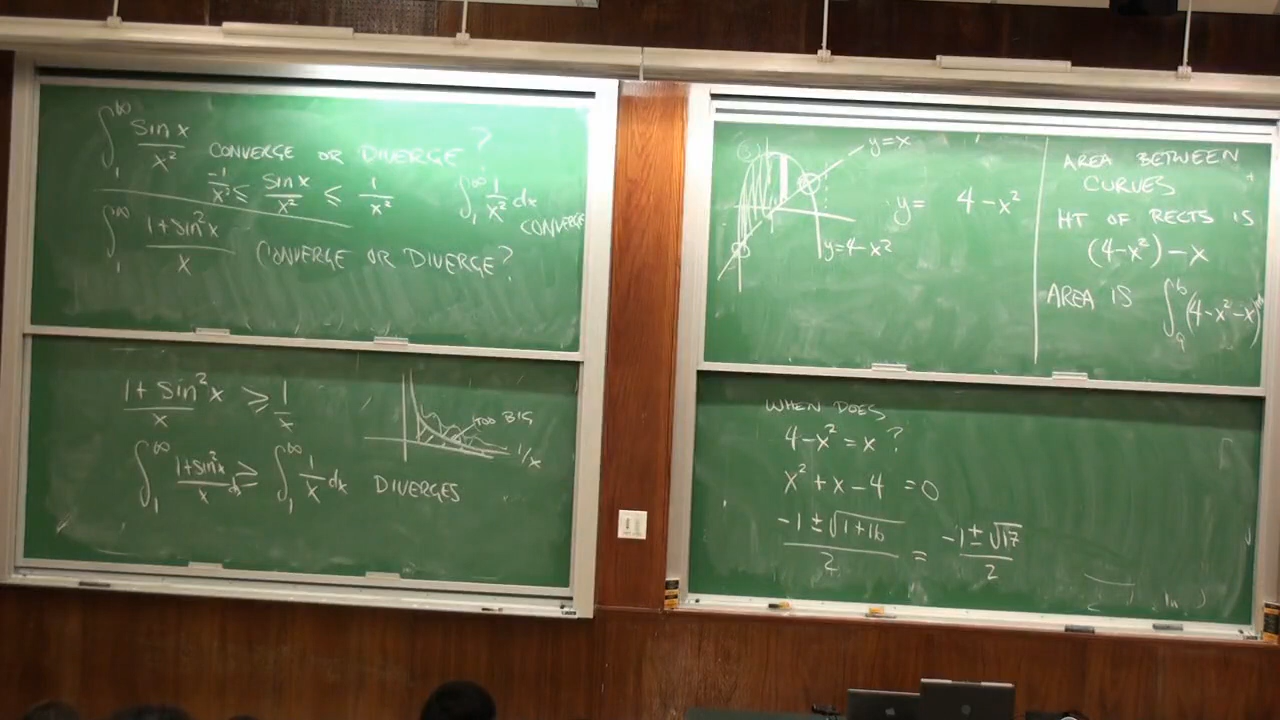 ∫₁^∞ sin x / x² CONVERGE OR DIVERGE?
-1/x² ≤ sin x / x² ≤ 1/x² ∫₁^∞ 1/x² dx CONVERGE
∫₁^∞ 1+sin²x / x CONVERGE OR DIVERGE?
1+sin²x / x ≥ 1/x
TOO BIG
1/x
∫₁^∞ 1+sin²x / x dx ≥ ∫₁^∞ 1/x dx DIVERGES
y=x
y= 4-x²
y=4-x²
AREA BETWEEN
CURVES
HT OF RECTS IS
(4-x²)-x
AREA IS ∫ₐᵇ (4-x²-x)
WHEN DOES
4-x²=x?
x²+x-4=0
-1±√(1+16) / 2 = -1±√17 / 2